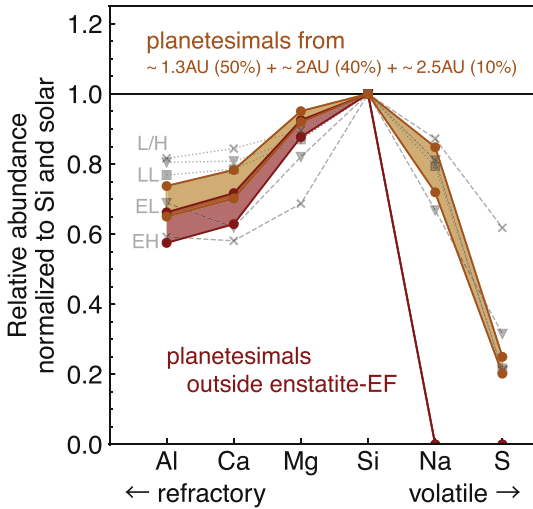 planetesimals from
~ 1.3AU (50%) + ~ 2AU (40%) + ~ 2.5AU (10%)
1.2
1.0
0.8
0.6
0.4
0.2
0.0
Relative abundance
normalized to Si and solar
L/H
LL
EL
EH
planetesimals
outside enstatite-EF
Al Ca Mg Si Na S
← refractory volatile →